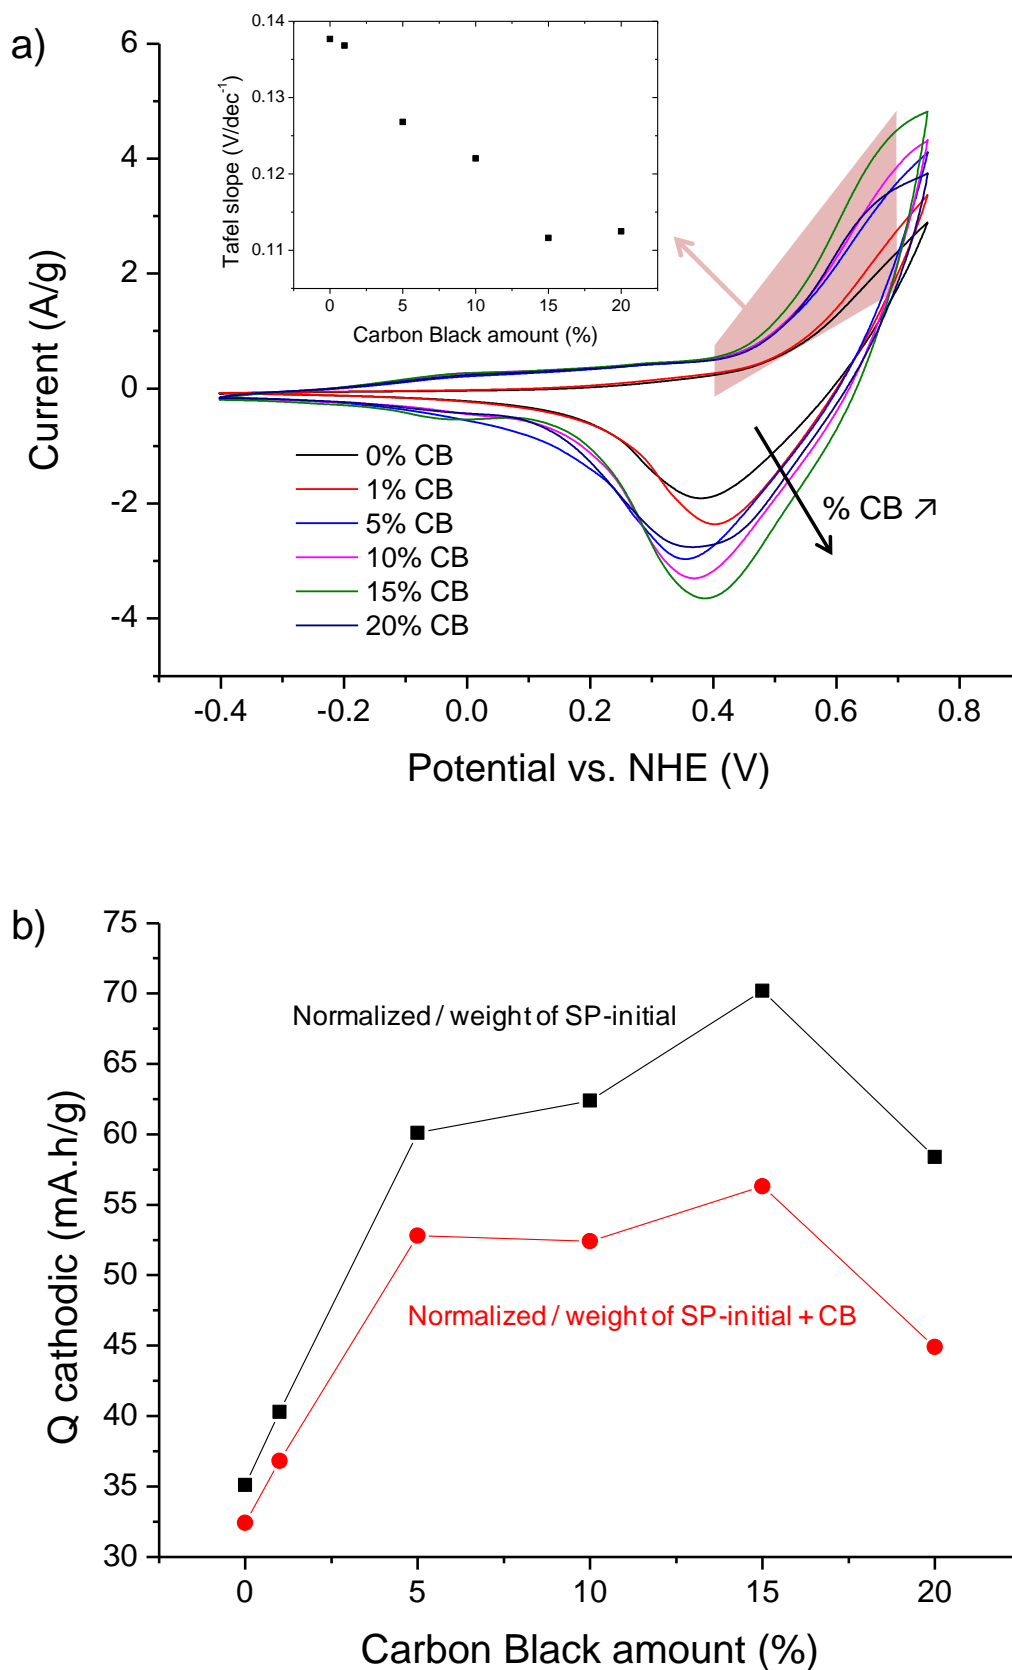 a)
6
4
2
0
-2
-4
Current (A/g)
-0.4
-0.2
0.0
0.2
0.4
0.6
0.8
Potential vs. NHE (V)
0.14
0.13
0.12
0.11
Tafel slope (V/dec⁻¹)
0
5
10
15
20
Carbon Black amount (%)
0% CB
1% CB
5% CB
10% CB
15% CB
20% CB
% CB ↗
b)
75
70
65
60
55
50
45
40
35
30
Q cathodic (mA.h/g)
Normalized / weight of SP-initial
Normalized / weight of SP-initial + CB
0
5
10
15
20
Carbon Black amount (%)